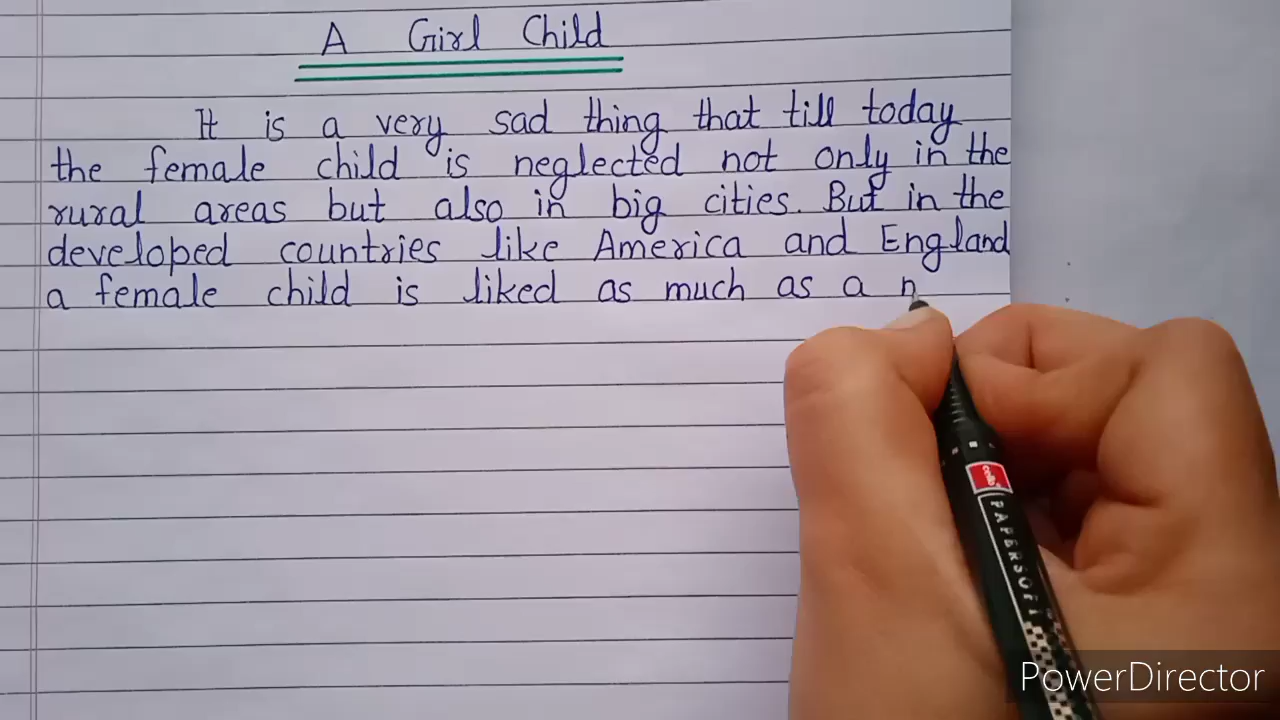 A Girl Child
It is a very sad thing that till today
the female child is neglected not only in the
rural areas but also in big cities. But in the
developed countries like America and England
a female child is liked as much as a
cello
PAPERSOFT
PowerDirector